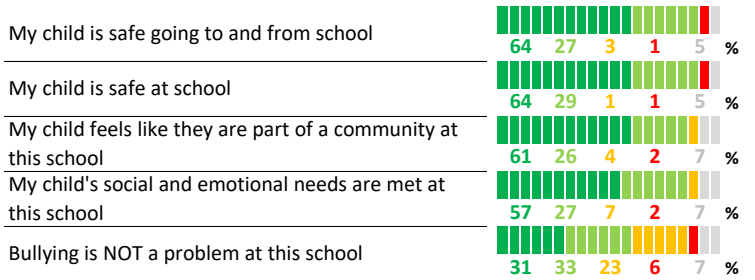 My child is safe going to and from school
64 27 3 1 5 %
My child is safe at school
64 29 1 1 5 %
My child feels like they are part of a community at
this school
61 26 4 2 7 %
My child's social and emotional needs are met at
this school
57 27 7 2 7 %
Bullying is NOT a problem at this school
31 33 23 6 7 %